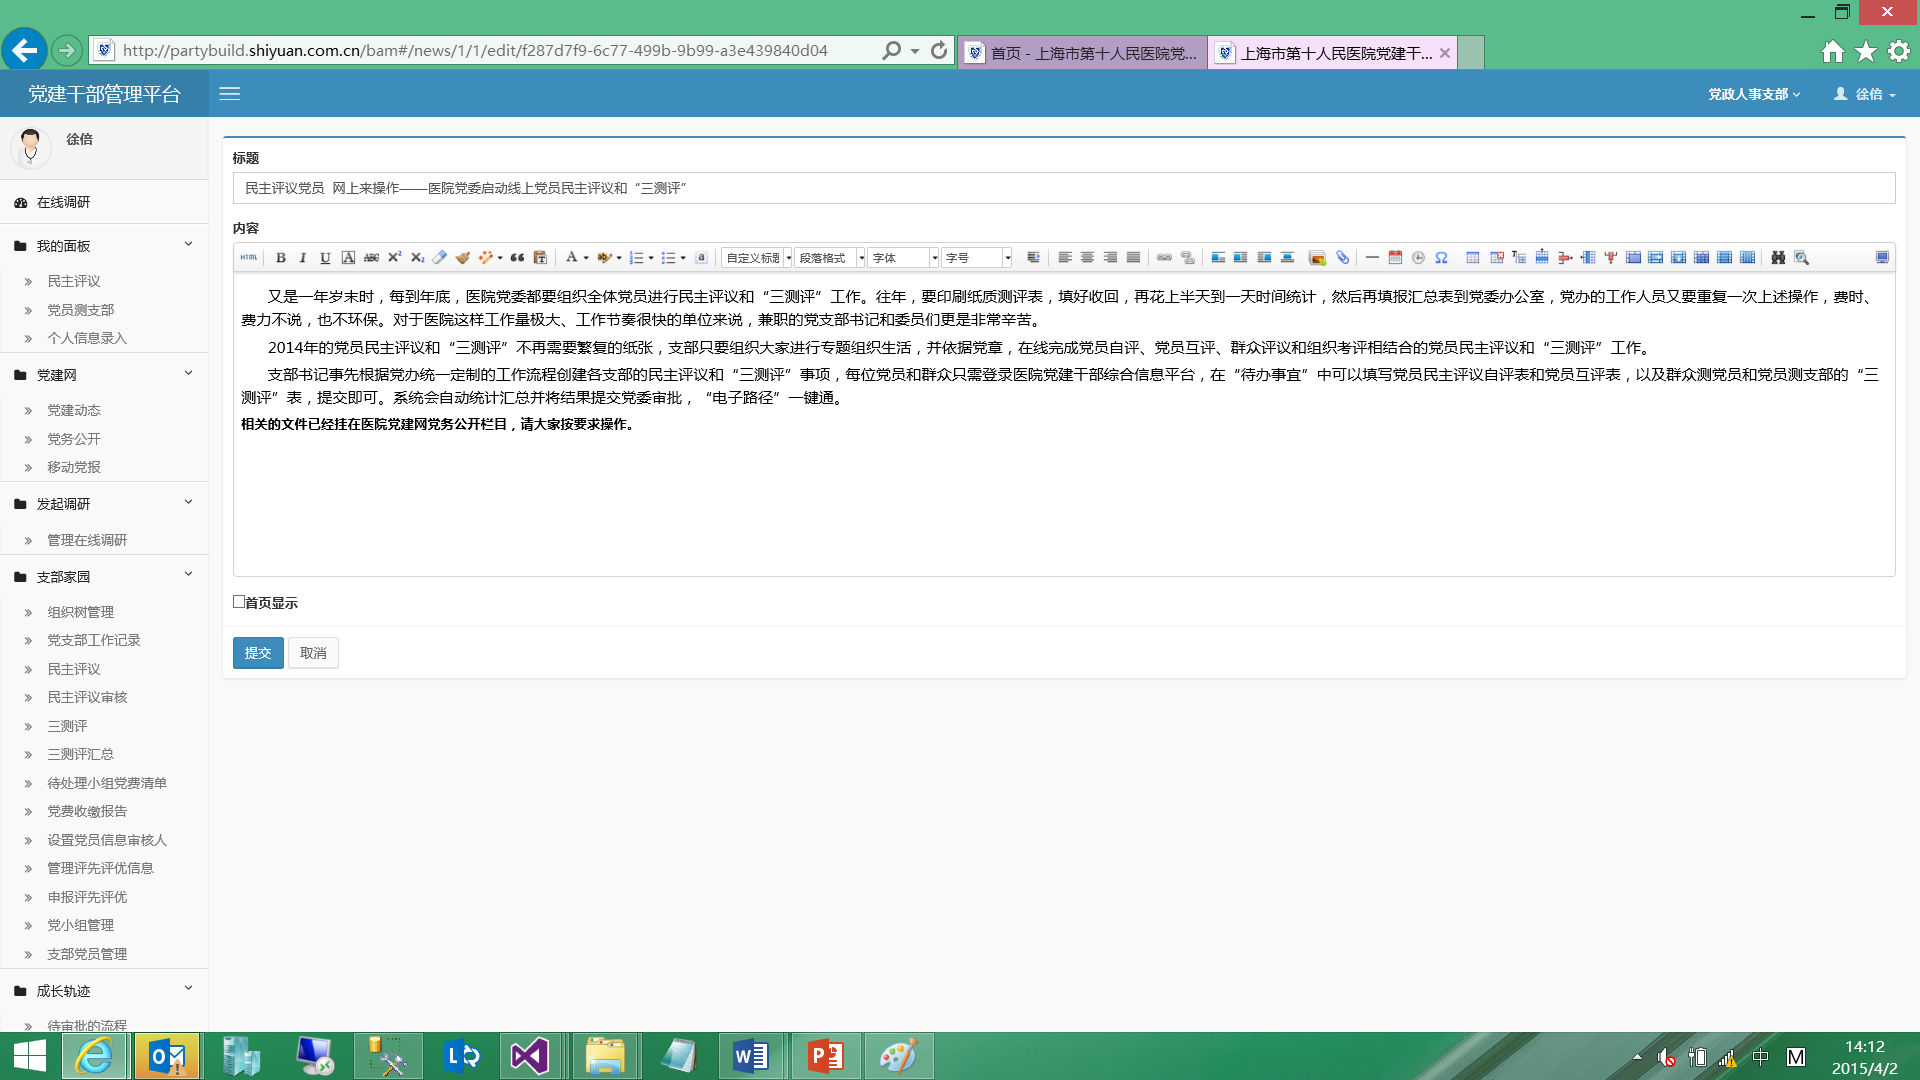 http://partybuild.shiyuan.com.cn/bam#/news/1/1/edit/f287d7f9-6c77-499b-9b99-a3e439840d04
首页 - 上海市第十人民医院党...
上海市第十人民医院党建干...
党建干部管理平台
党政人事支部
徐倍
徐倍
在线调研
我的面板
民主评议
党员测支部
个人信息录入
党建网
党建动态
党务公开
移动党报
发起调研
管理在线调研
支部家园
组织树管理
党支部工作记录
民主评议
民主评议审核
三测评
三测评汇总
待处理小组党费清单
党费收缴报告
设置党员信息审核人
管理评先评优信息
申报评先评优
党小组管理
支部党员管理
成长轨迹
待审批的流程
标题
民主评议党员 网上来操作——医院党委启动线上党员民主评议和“三测评”
内容
HTML B I U A ABC X² X₂ A a 自定义标题 段落格式 字体 字号
又是一年岁末时，每到年底，医院党委都要组织全体党员进行民主评议和“三测评”工作。往年，要印刷纸质测评表，填好收回，再花上半天到一天时间统计，然后再填报汇总表到党委办公室，党办的工作人员又要重复一次上述操作，费时、
费力不说，也不环保。对于医院这样工作量极大、工作节奏很快的单位来说，兼职的党支部书记和委员们更是非常辛苦。
2014年的党员民主评议和“三测评”不再需要繁复的纸张，支部只要组织大家进行专题组织生活，并依据党章，在线完成党员自评、党员互评、群众评议和组织考评相结合的党员民主评议和“三测评”工作。
支部书记事先根据党办统一定制的工作流程创建各支部的民主评议和“三测评”事项，每位党员和群众只需登录医院党建干部综合信息平台，在“待办事宜”中可以填写党员民主评议自评表和党员互评表，以及群众测党员和党员测支部的“三
测评”表，提交即可。系统会自动统计汇总并将结果提交党委审批，“电子路径”一键通。
相关的文件已经挂在医院党建网党务公开栏目，请大家按要求操作。
首页显示
提交
取消
中
M
14:12
2015/4/2